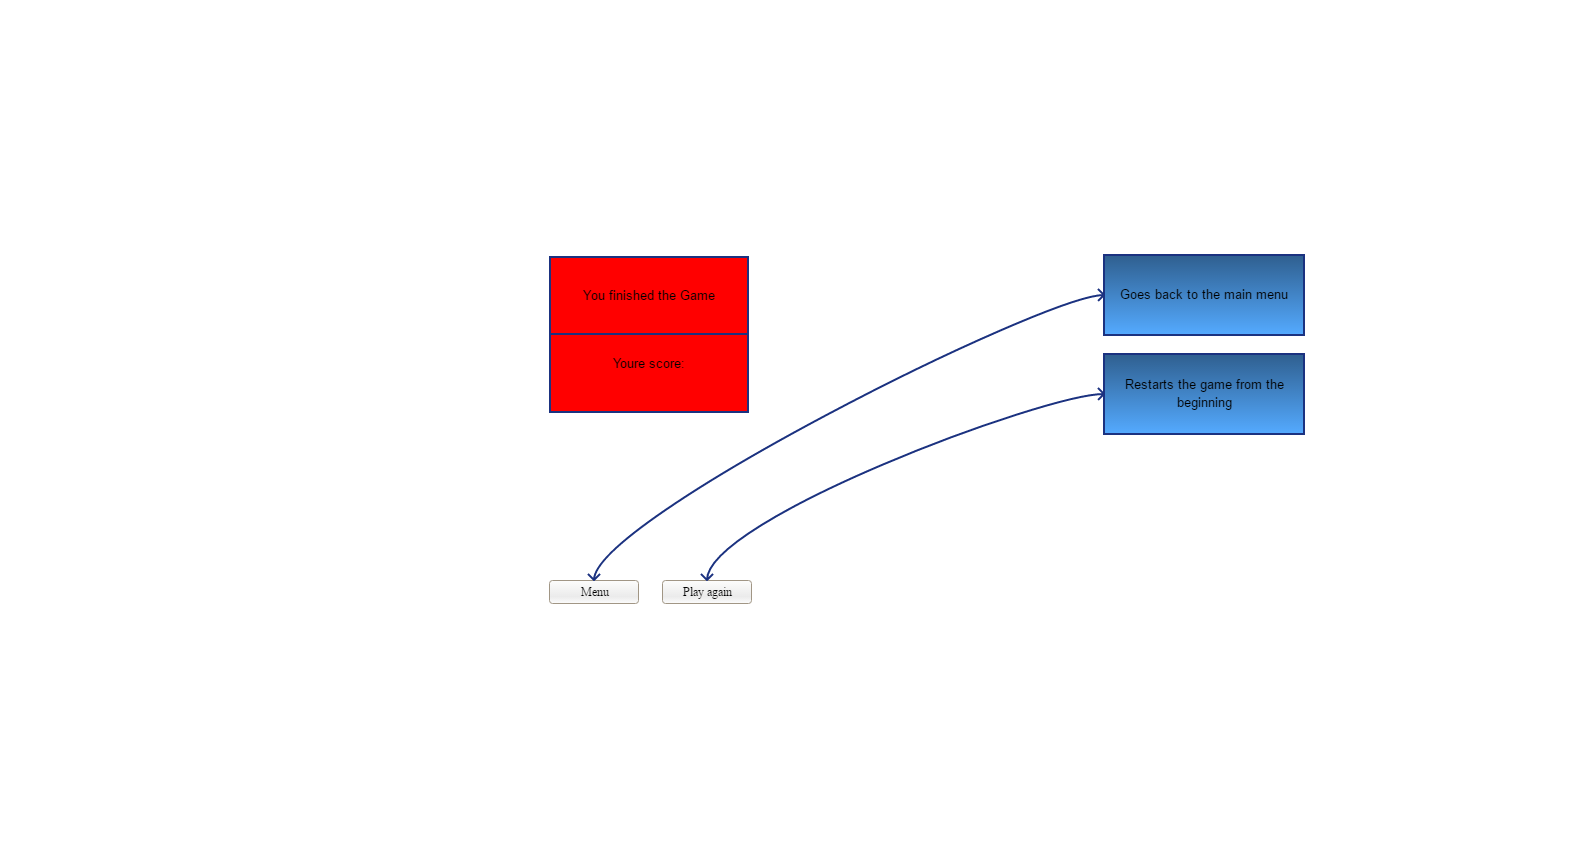 You finished the Game
Youre score:
Goes back to the main menu
Restarts the game from the
beginning
Menu
Play again